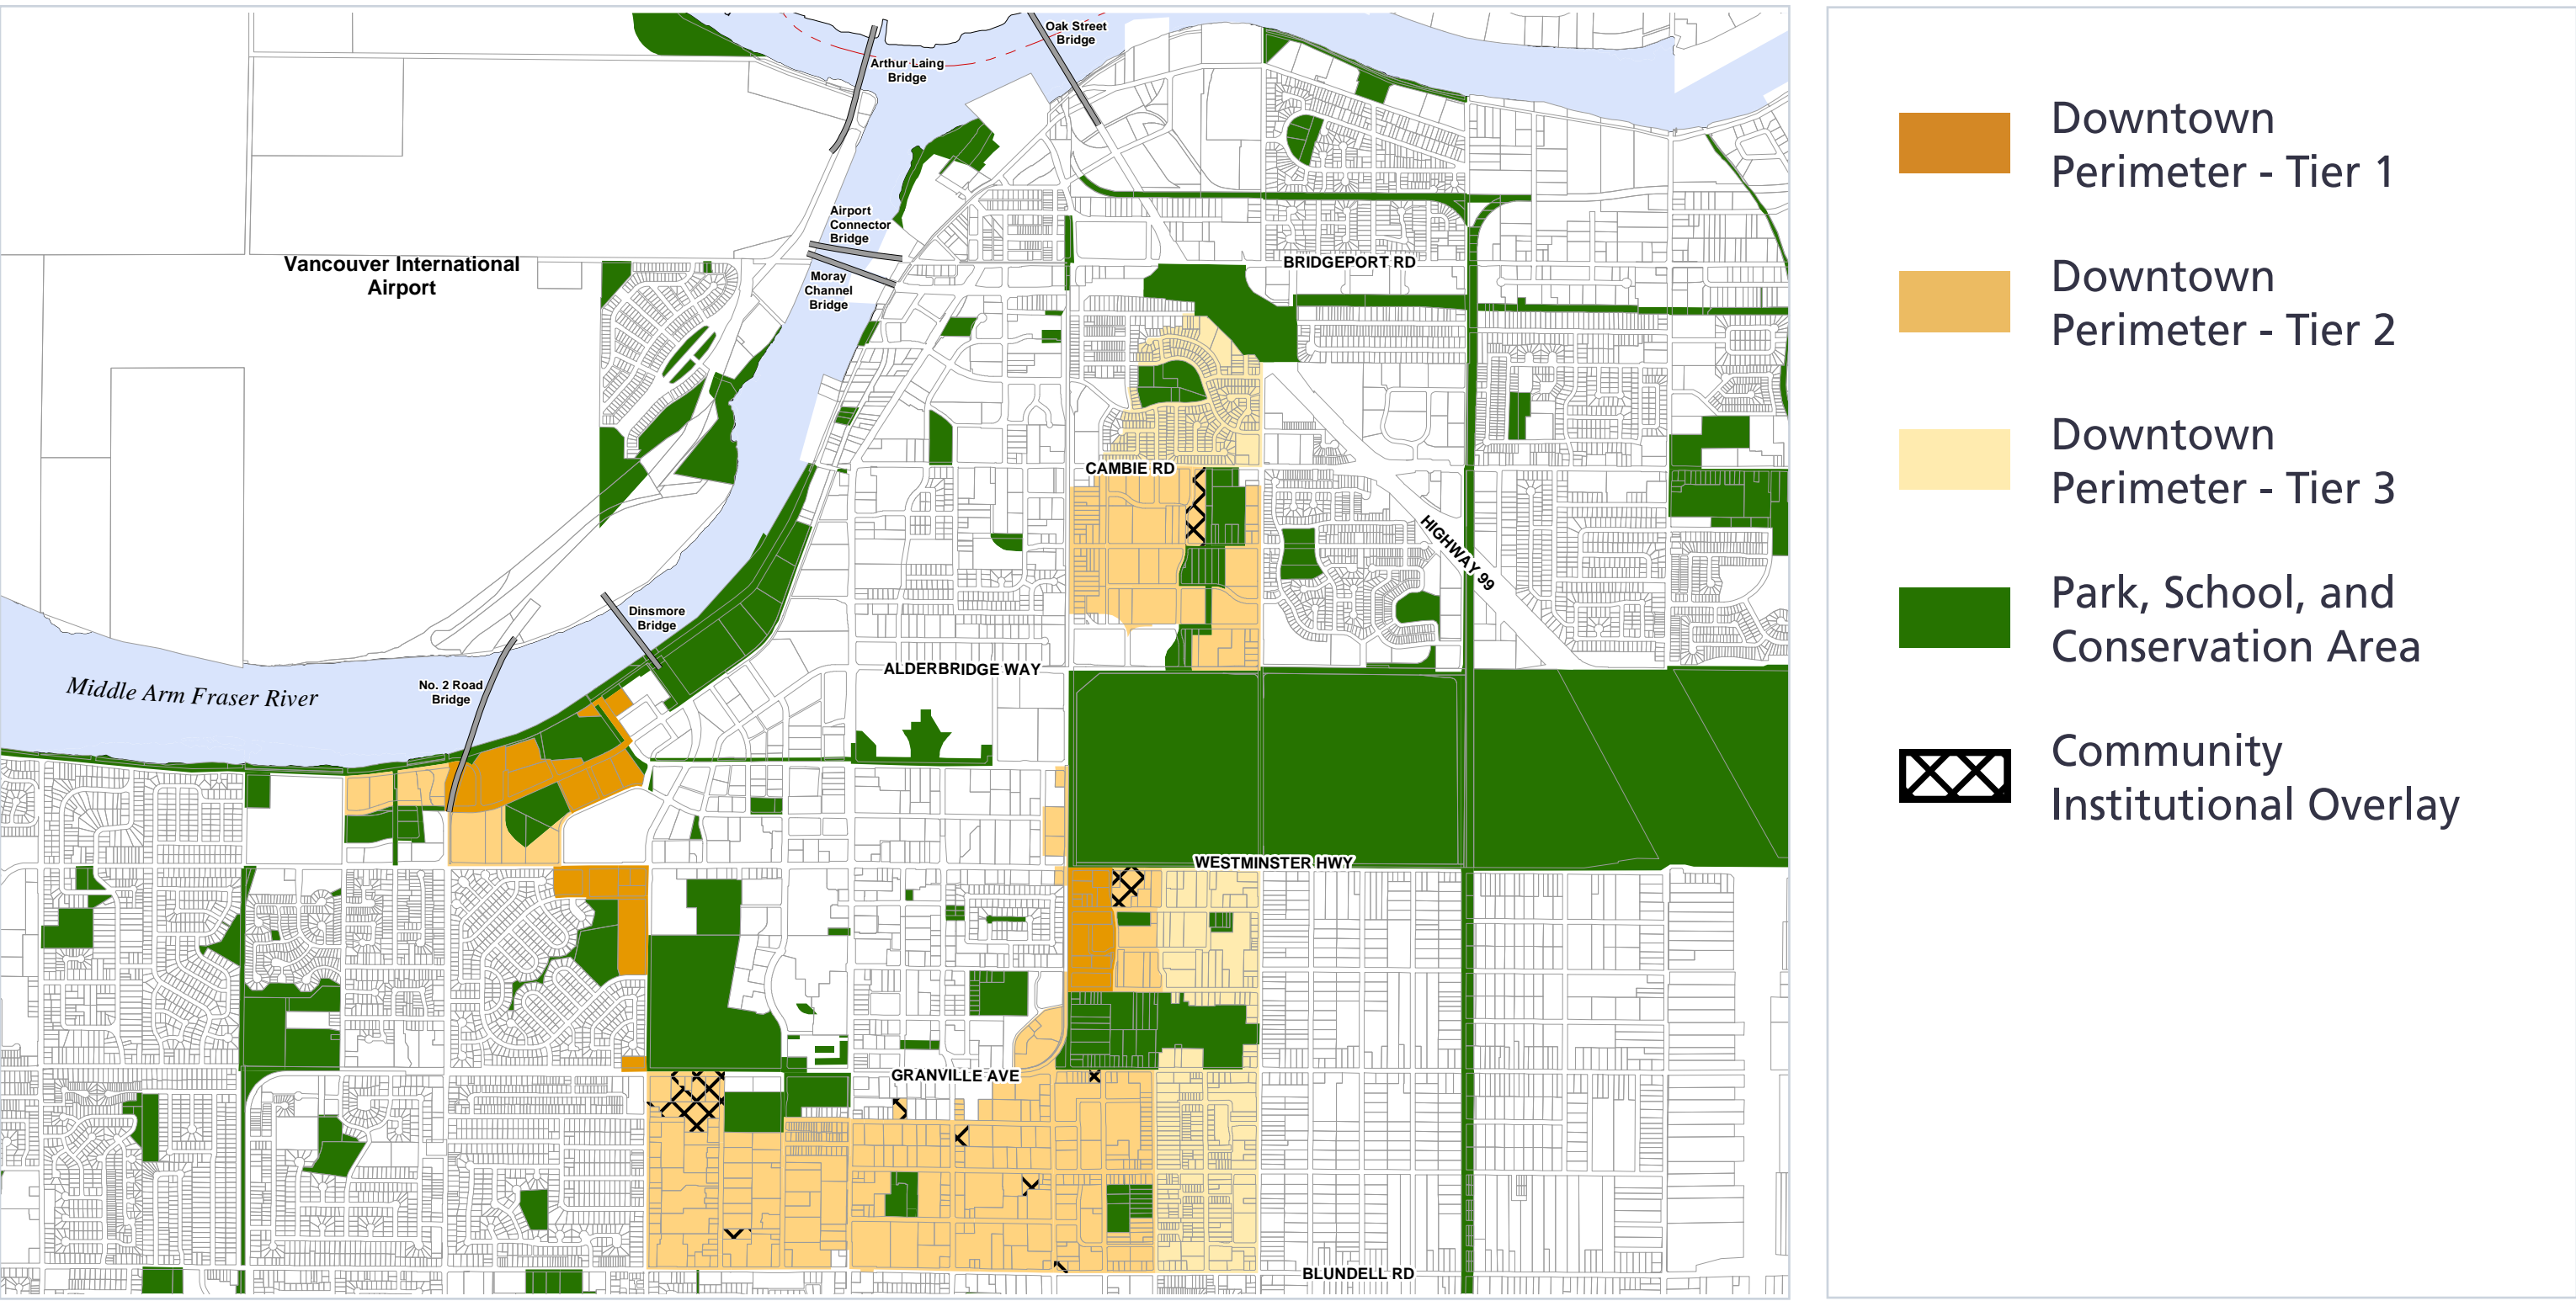 Oak Street
Bridge
Arthur Laing
Bridge
Airport
Connector
Bridge
Vancouver International
Airport
BRIDGEPORT RD
Moray
Channel
Bridge
CAMBIE RD
HIGHWAY 99
Dinsmore
Bridge
ALDERBRIDGE WAY
Middle Arm Fraser River
No. 2 Road
Bridge
WESTMINSTER HWY
GRANVILLE AVE
BLUNDELL RD
Downtown
Perimeter - Tier 1
Downtown
Perimeter - Tier 2
Downtown
Perimeter - Tier 3
Park, School, and
Conservation Area
Community
Institutional Overlay